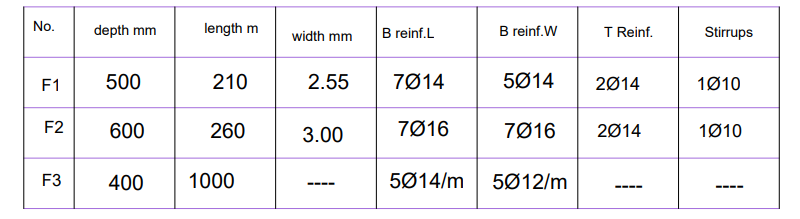 No. depth mm length m width mm B reinf.L B reinf.W T Reinf. Stirrups
F1 500 210 2.55 7Ø14 5Ø14 2Ø14 1Ø10
F2 600 260 3.00 7Ø16 7Ø16 2Ø14 1Ø10
F3 400 1000 ---- 5Ø14/m 5Ø12/m ---- ----